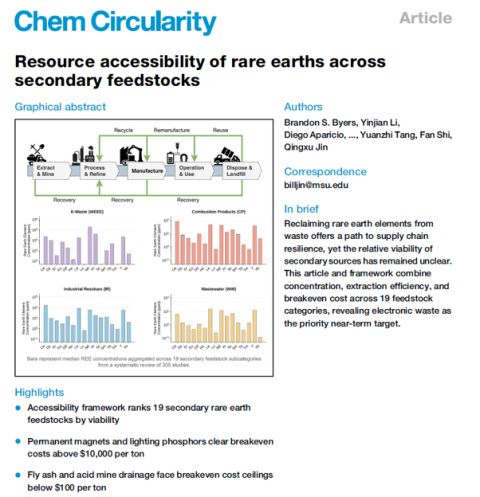 Chem Circularity
Article
Resource accessibility of rare earths across
secondary feedstocks
Graphical abstract
Recycle
Remanufacture
Reuse
Extract
& Mine
Process
& Refine
Manufacture
Operation
& Use
Dispose &
Landfill
Recovery
Recovery
Recovery
E-Waste (WEEE)
Combustion Products (CP)
Industrial Residues (IR)
Wastewater (WW)
Bars represent median REE concentrations aggregated across 19 secondary feedstock subcategories
from a systematic review of 305 studies.
Highlights
Accessibility framework ranks 19 secondary rare earth
feedstocks by viability
Permanent magnets and lighting phosphors clear breakeven
costs above $10,000 per ton
Fly ash and acid mine drainage face breakeven cost ceilings
below $100 per ton
Authors
Brandon S. Byers, Yinjian Li,
Diego Aparicio, ..., Yuanzhi Tang, Fan Shi,
Qingxu Jin
Correspondence
billjin@msu.edu
In brief
Reclaiming rare earth elements from
waste offers a path to supply chain
resilience, yet the relative viability of
secondary sources has remained unclear.
This article and framework combine
concentration, extraction efficiency, and
breakeven cost across 19 feedstock
categories, revealing electronic waste as
the priority near-term target.